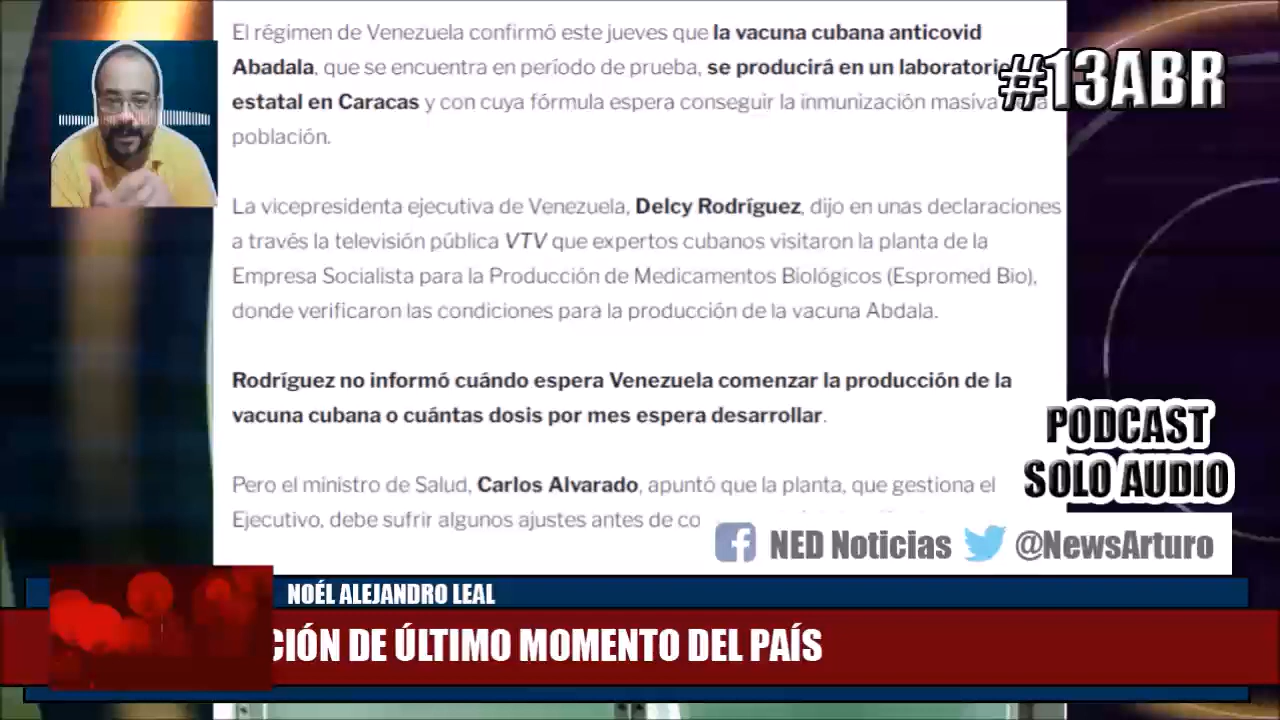 El régimen de Venezuela confirmó este jueves que la vacuna cubana anticovid
Abadala, que se encuentra en período de prueba, se producirá en un laboratorio
estatal en Caracas y con cuya fórmula espera conseguir la inmunización masiva
población.
#13ABR
La vicepresidenta ejecutiva de Venezuela, Delcy Rodríguez, dijo en unas declaraciones
a través la televisión pública VTV que expertos cubanos visitaron la planta de la
Empresa Socialista para la Producción de Medicamentos Biológicos (Espromed Bio),
donde verificaron las condiciones para la producción de la vacuna Abdala.
Rodríguez no informó cuándo espera Venezuela comenzar la producción de la
vacuna cubana o cuántas dosis por mes espera desarrollar.
Pero el ministro de Salud, Carlos Alvarado, apuntó que la planta, que gestiona el
Ejecutivo, debe sufrir algunos ajustes antes de co
PODCAST
SOLO AUDIO
NED Noticias @NewsArturo
NOÉL ALEJANDRO LEAL
CIÓN DE ÚLTIMO MOMENTO DEL PAÍS